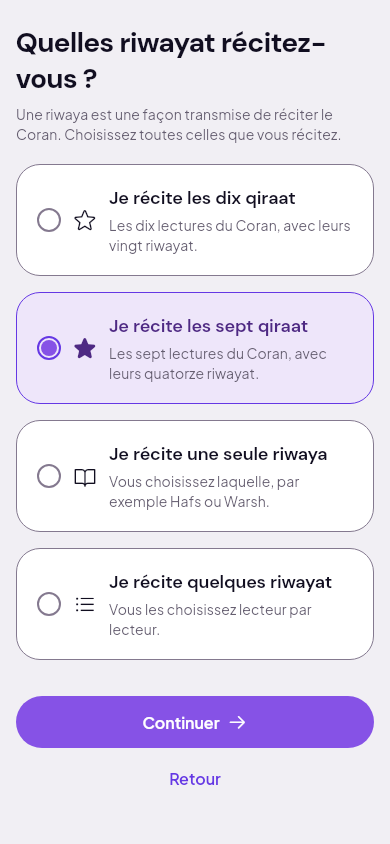 Quelles riwayat récitez-
vous ?
Une riwaya est une façon transmise de réciter le
Coran. Choisissez toutes celles que vous récitez.
Je récite les dix qiraat
Les dix lectures du Coran, avec leurs
vingt riwayat.
Je récite les sept qiraat
Les sept lectures du Coran, avec
leurs quatorze riwayat.
Je récite une seule riwaya
Vous choisissez laquelle, par
exemple Hafs ou Warsh.
Je récite quelques riwayat
Vous les choisissez lecteur par
lecteur.
Continuer
Retour